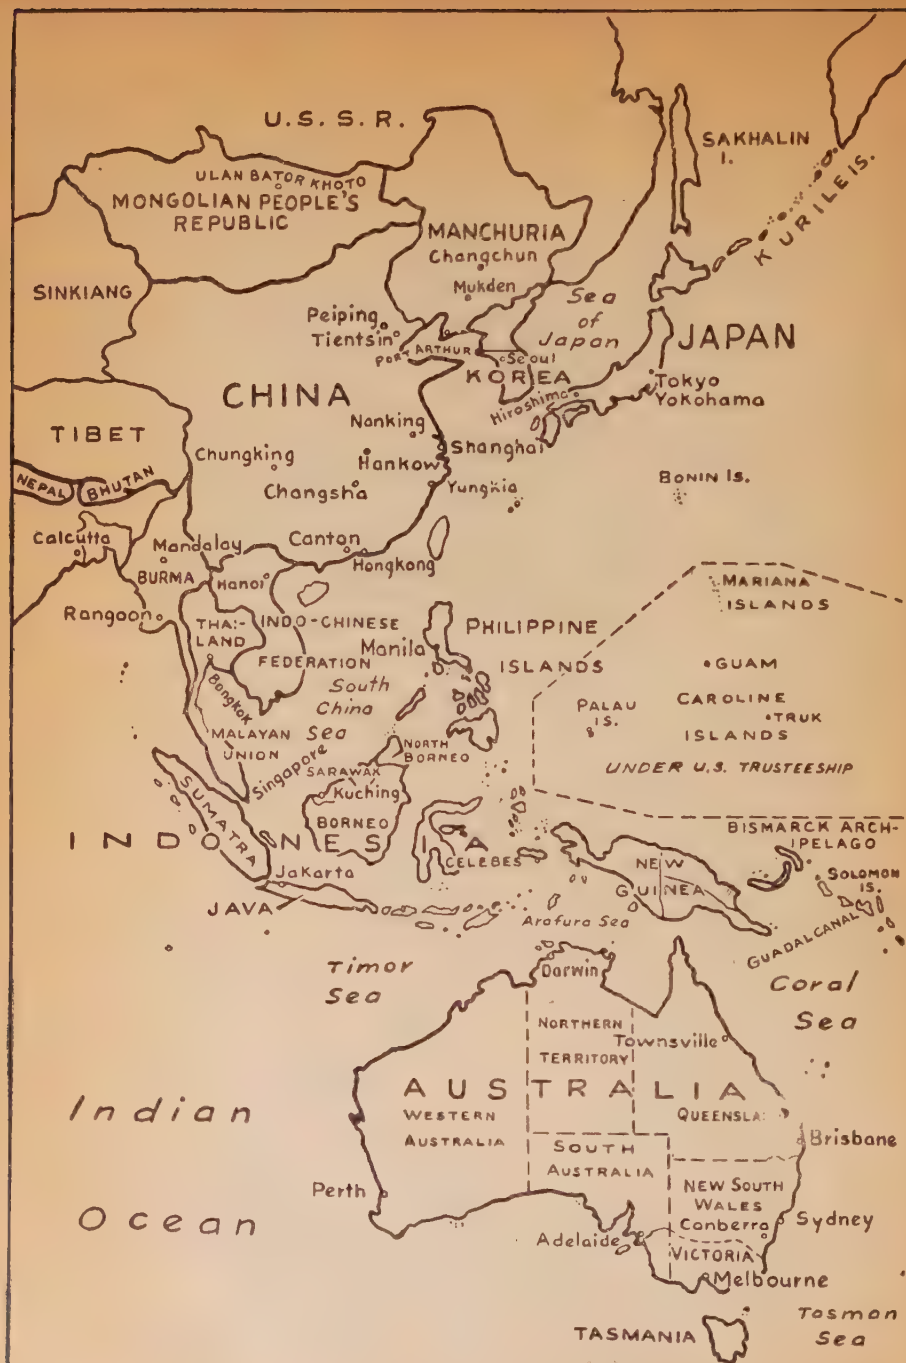 U.S.S.R.
SAKHALIN
I.
KURILE IS.
ULAN BATOR KHOTO
MONGOLIAN PEOPLE'S
REPUBLIC
MANCHURIA
Changchun
Mukden
SINKIANG
Peiping
Tientsin
PORT ARTHUR
Sea
of
Japan
JAPAN
Seoul
KOREA
Hiroshima
Tokyo
Yokohama
CHINA
TIBET
NEPAL
BHUTAN
Nanking
Shanghai
Chungking
Hankow
Changsha
Yungkia
BONIN IS.
Calcutta
Mandalay
Canton
Hongkong
BURMA
Hanoi
Rangoon
THAI-
LAND
INDO-CHINESE
FEDERATION
Manila
PHILIPPINE
ISLANDS
MARIANA
ISLANDS
GUAM
South
China
Sea
Bangkok
MALAYAN
UNION
PALAU
IS.
CAROLINE
ISLANDS
TRUK
UNDER U.S. TRUSTEESHIP
NORTH
BORNEO
Singapore
SARAWAK
Kuching
BORNEO
SUMATRA
INDONESIA
CELEBES
Jakarta
JAVA
NEW
GUINEA
BISMARCK ARCH-
IPELAGO
SOLOMON
IS.
GUADALCANAL
Arafura Sea
Timor
Sea
Coral
Sea
Darwin
NORTHERN
TERRITORY
Townsville
AUSTRALIA
WESTERN
AUSTRALIA
QUEENSLA
Brisbane
SOUTH
AUSTRALIA
Indian
Ocean
Perth
NEW SOUTH
WALES
Canberra
Sydney
Adelaide
VICTORIA
Melbourne
TASMANIA
Tasman
Sea